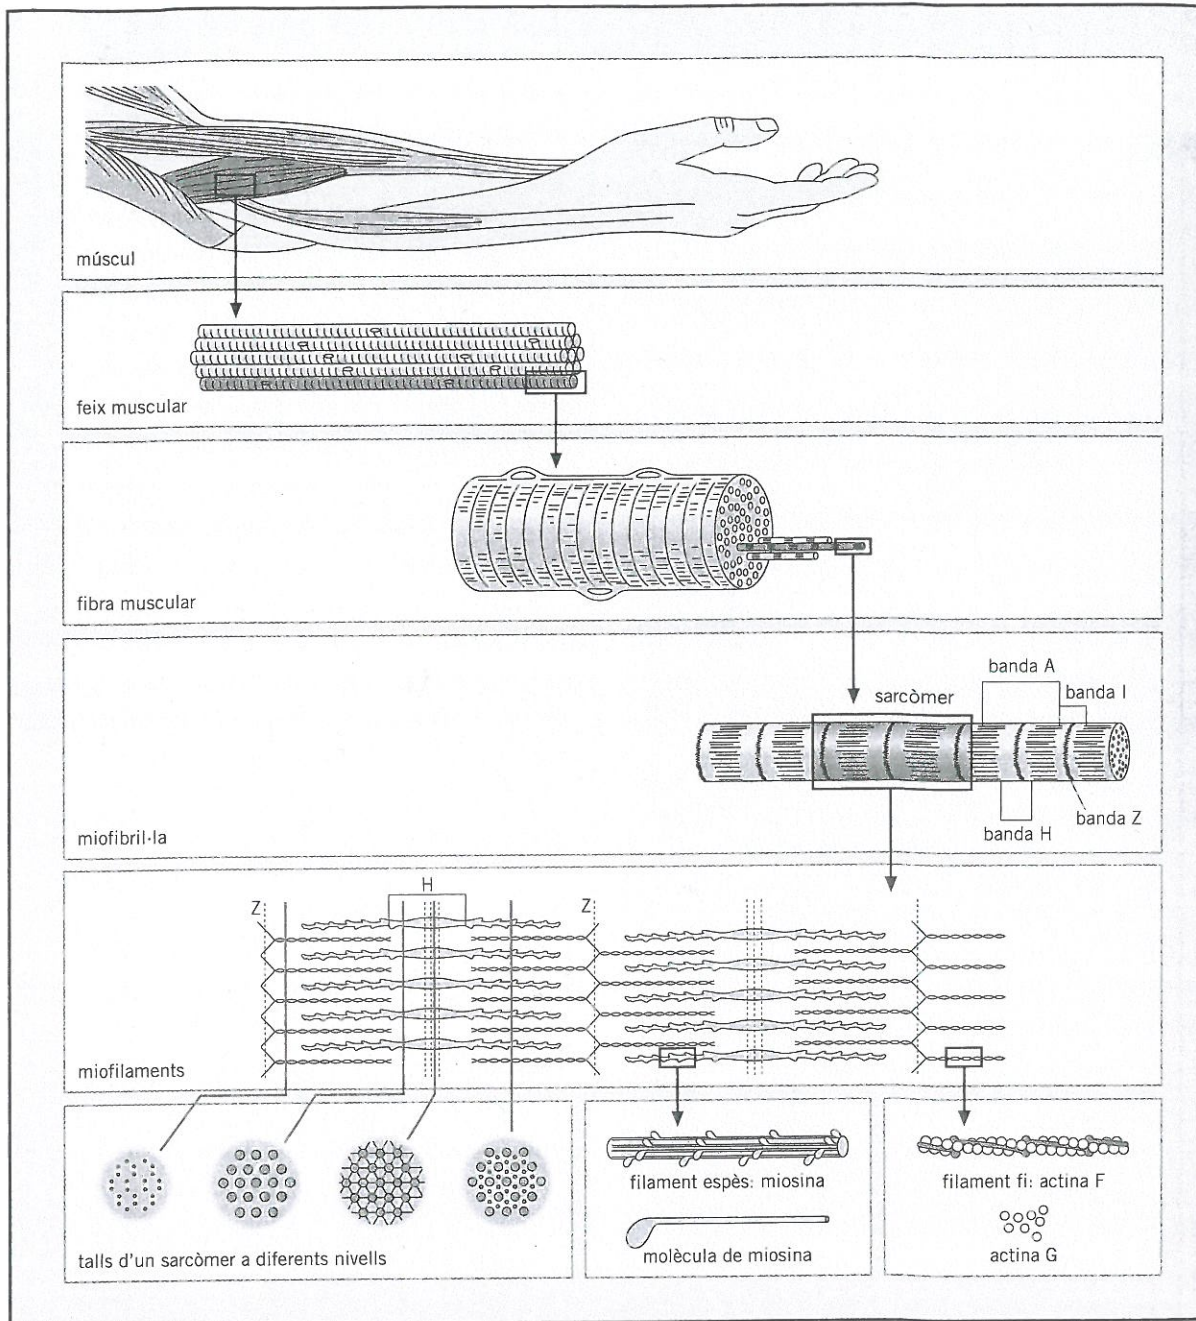 múscul
feix muscular
fibra muscular
banda A
sarcòmer
banda I
banda H
banda Z
miofibril·la
H
Z
Z
miofilaments
talls d'un sarcòmer a diferents nivells
filament espès: miosina
molècula de miosina
filament fi: actina F
actina G